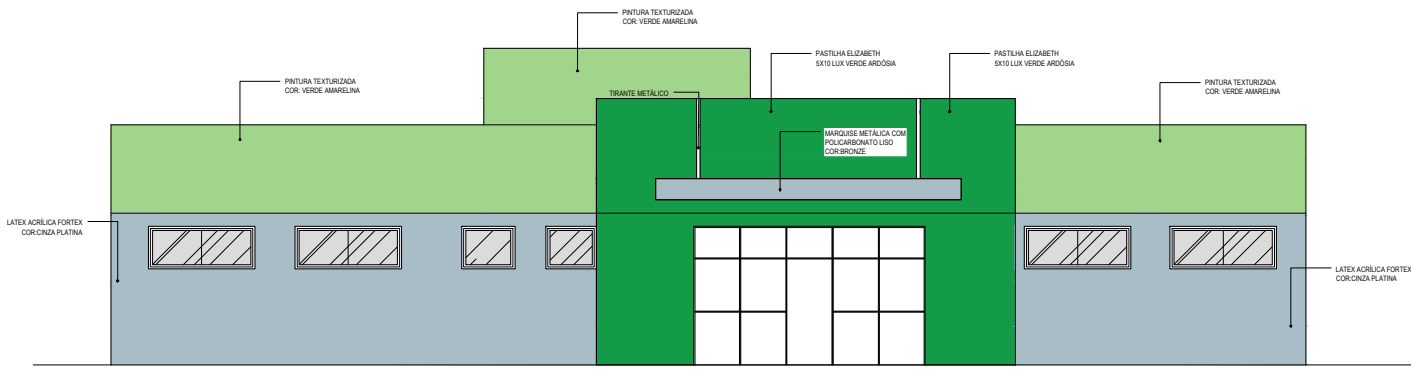 PINTURA TEXTURIZADA
COR: VERDE AMARELINA
PASTILHA ELIZABETH
5X10 LUX VERDE ARDÓSIA
PASTILHA ELIZABETH
5X10 LUX VERDE ARDÓSIA
PINTURA TEXTURIZADA
COR: VERDE AMARELINA
PINTURA TEXTURIZADA
COR: VERDE AMARELINA
TIRANTE METÁLICO
MARQUISE METÁLICA COM
POLICARBONATO LISO
COR:BRONZE
LATEX ACRÍLICA FORTEX
COR:CINZA PLATINA
LATEX ACRÍLICA FORTEX
COR:CINZA PLATINA